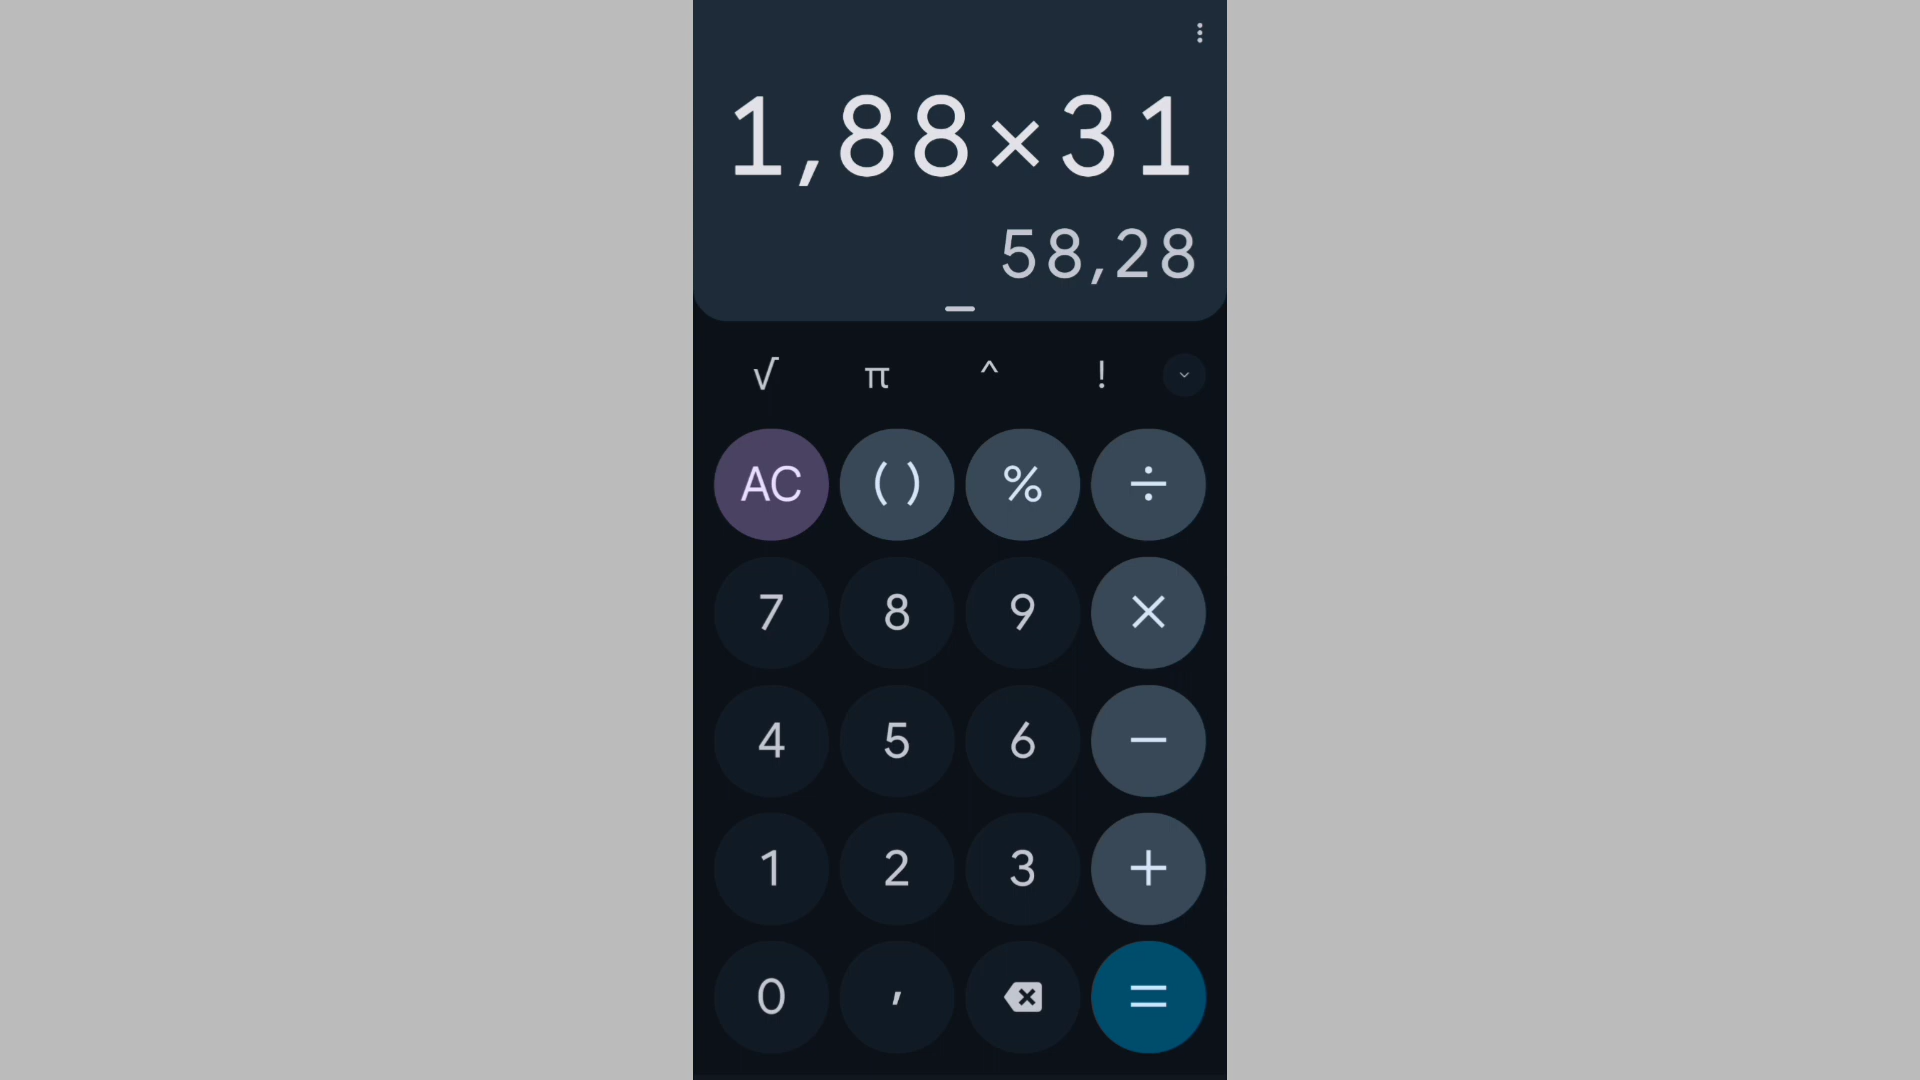 1,88×31
58,28
√ π ^ !
AC ( ) % ÷
7 8 9 ×
4 5 6 −
1 2 3 +
0 , =